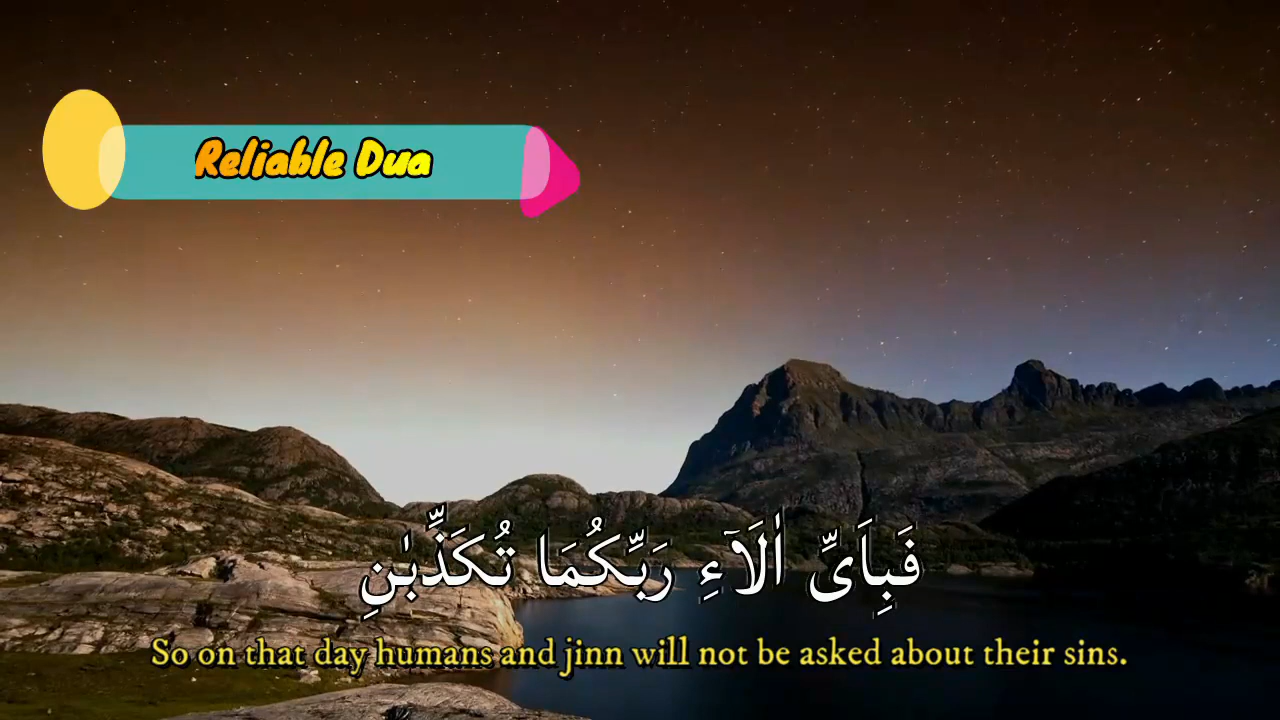 Reliable Dua
فَبِاَىِّ اٰلَآءِ رَبِّكُمَا تُكَذِّبٰنِ
So on that day humans and jinn will not be asked about their sins.